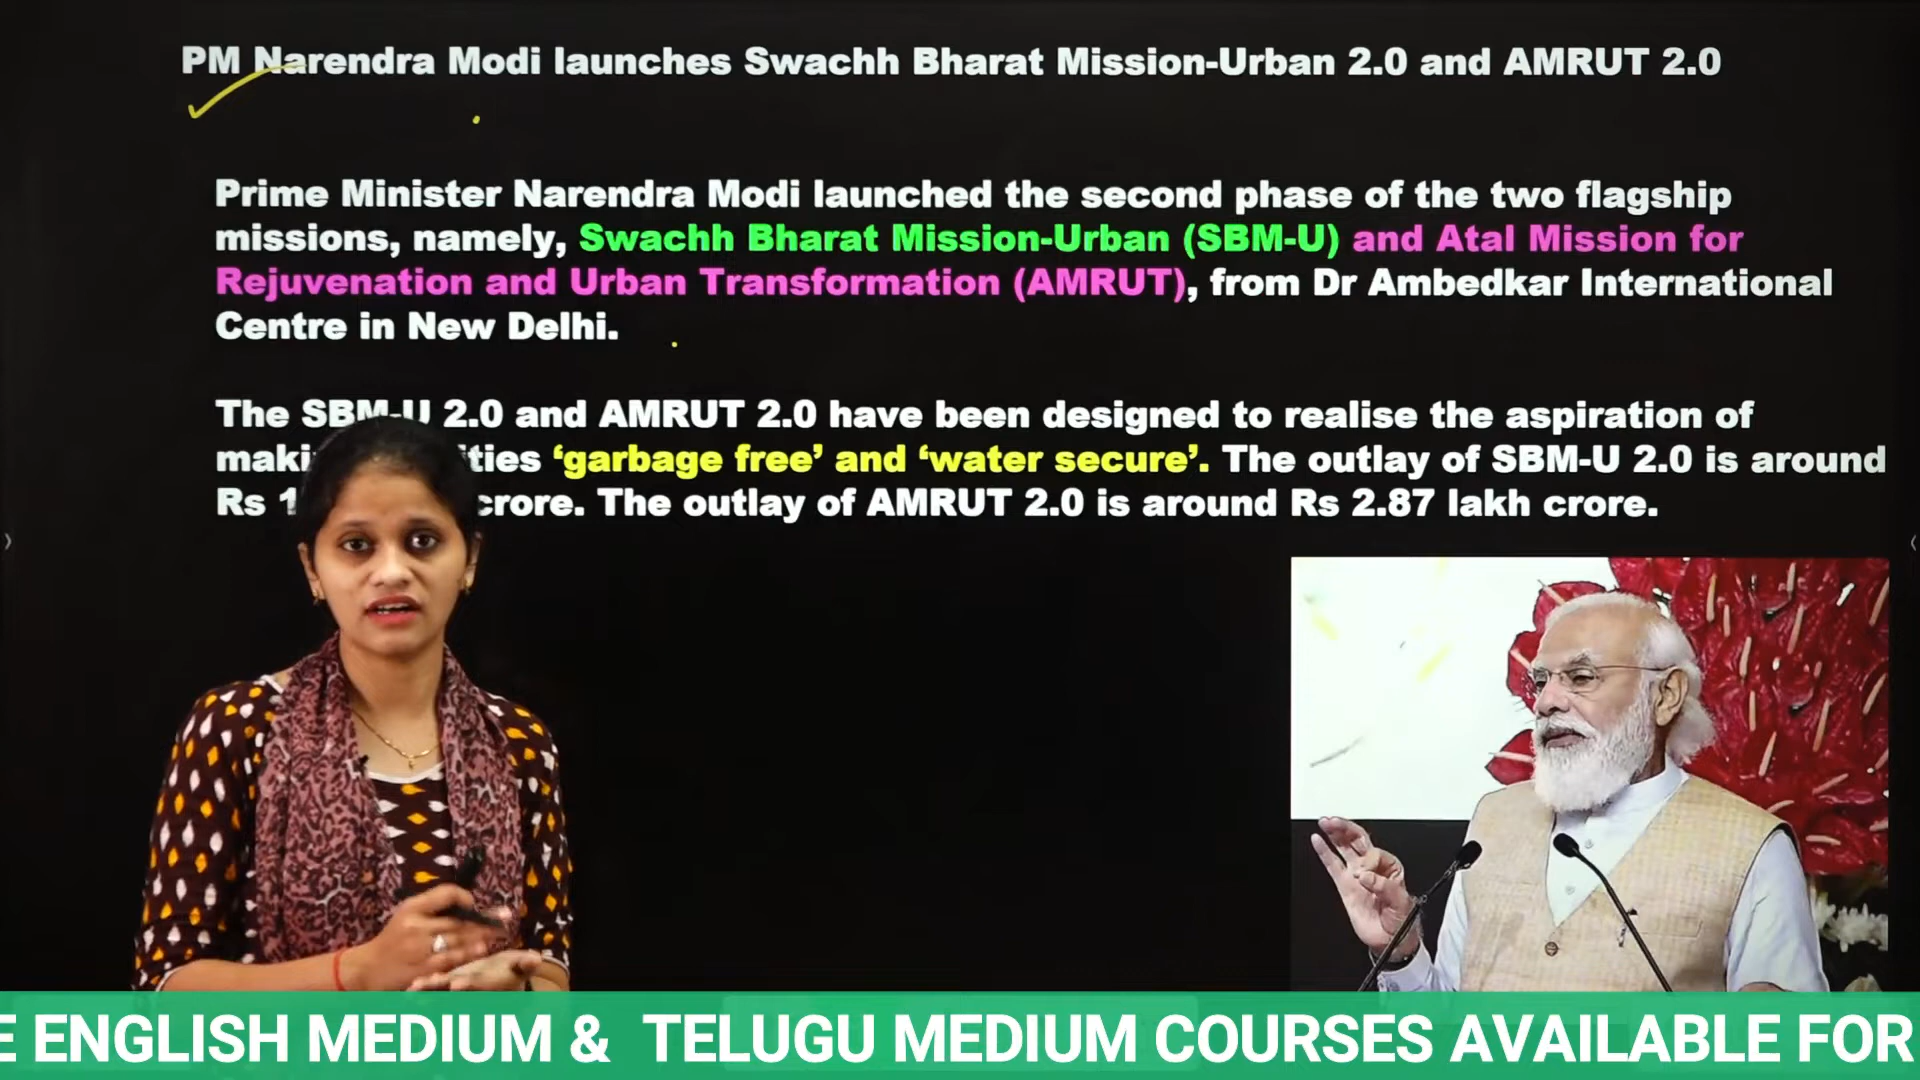 PM Narendra Modi launches Swachh Bharat Mission-Urban 2.0 and AMRUT 2.0
Prime Minister Narendra Modi launched the second phase of the two flagship
missions, namely, Swachh Bharat Mission-Urban (SBM-U) and Atal Mission for
Rejuvenation and Urban Transformation (AMRUT), from Dr Ambedkar International
Centre in New Delhi.
The SBM-U 2.0 and AMRUT 2.0 have been designed to realise the aspiration of
‘garbage free’ and ‘water secure’. The outlay of SBM-U 2.0 is around
Rs crore. The outlay of AMRUT 2.0 is around Rs 2.87 lakh crore.
ENGLISH MEDIUM & TELUGU MEDIUM COURSES AVAILABLE FOR